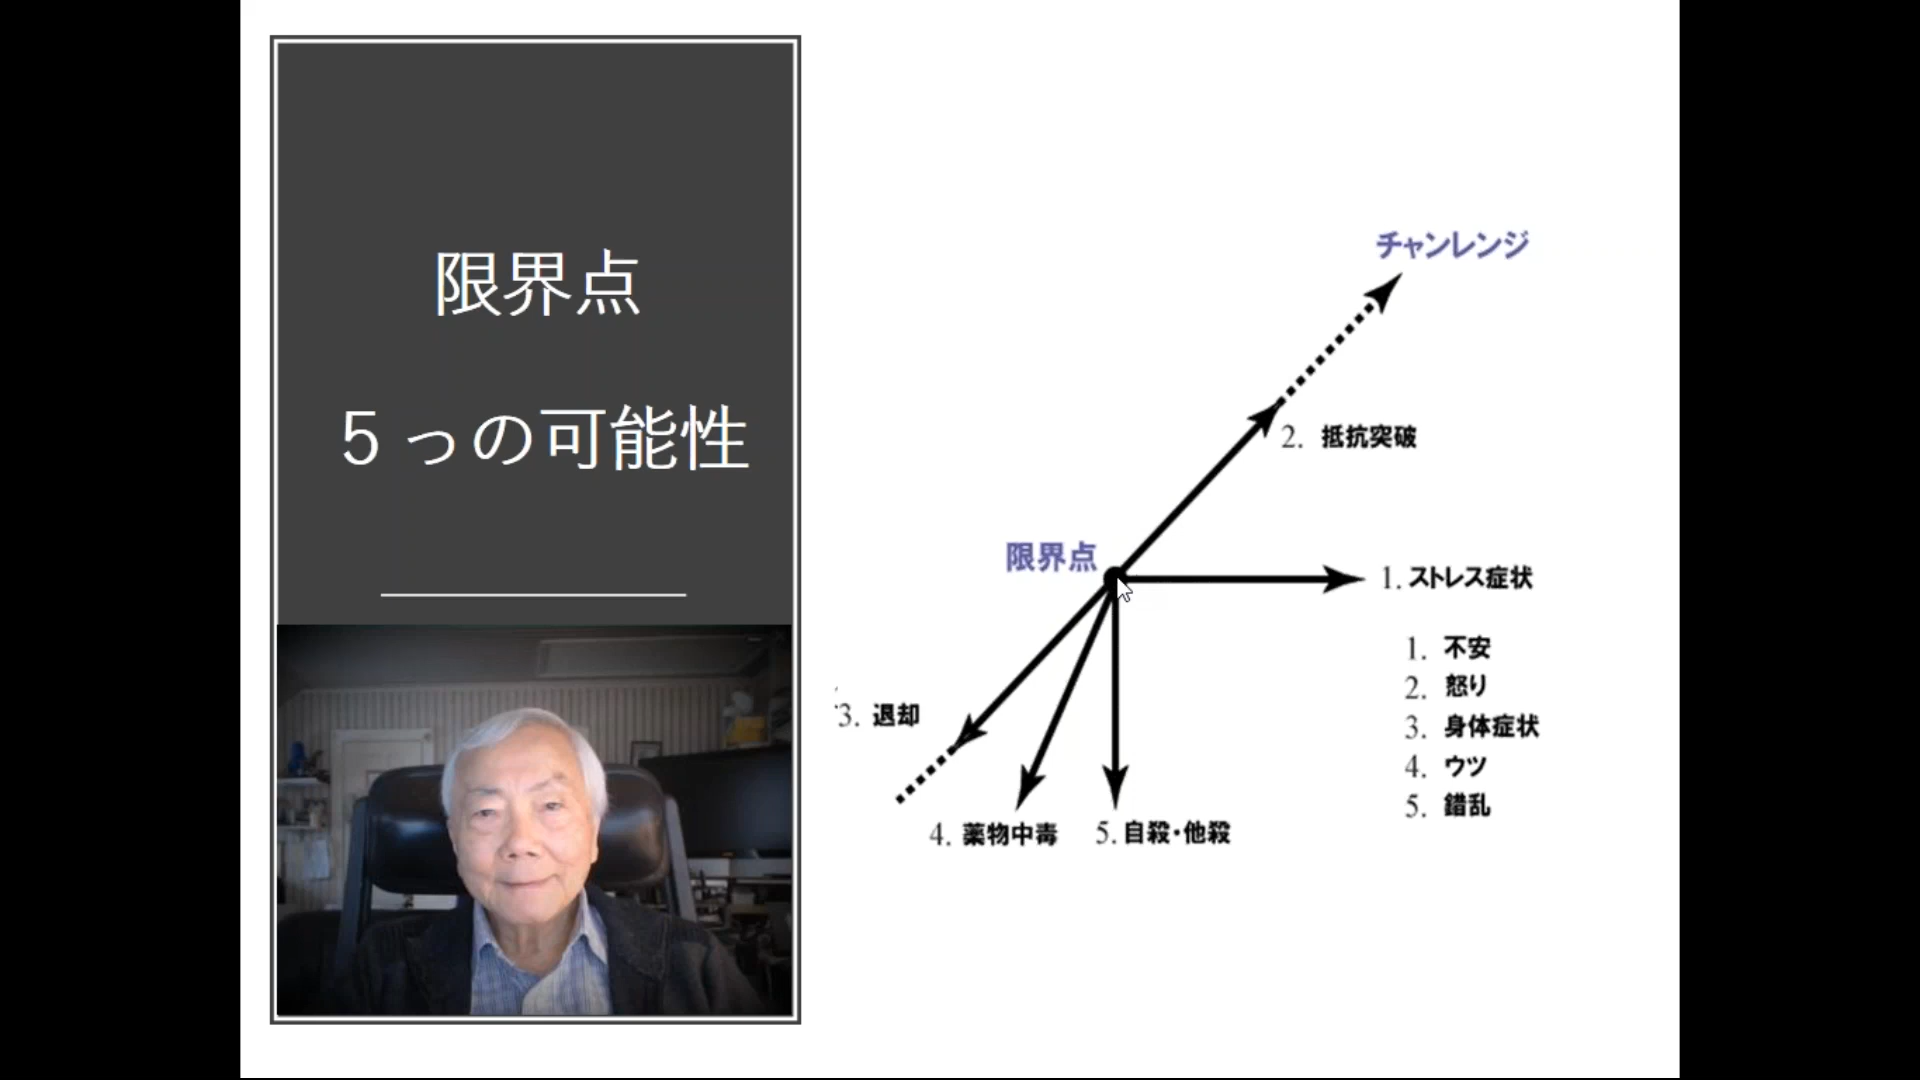 限界点
5っの可能性
チャンレンジ
2. 抵抗突破
限界点
1. ストレス症状
1. 不安
2. 怒り
3. 身体症状
4. ウツ
5. 錯乱
3. 退却
4. 薬物中毒
5. 自殺・他殺